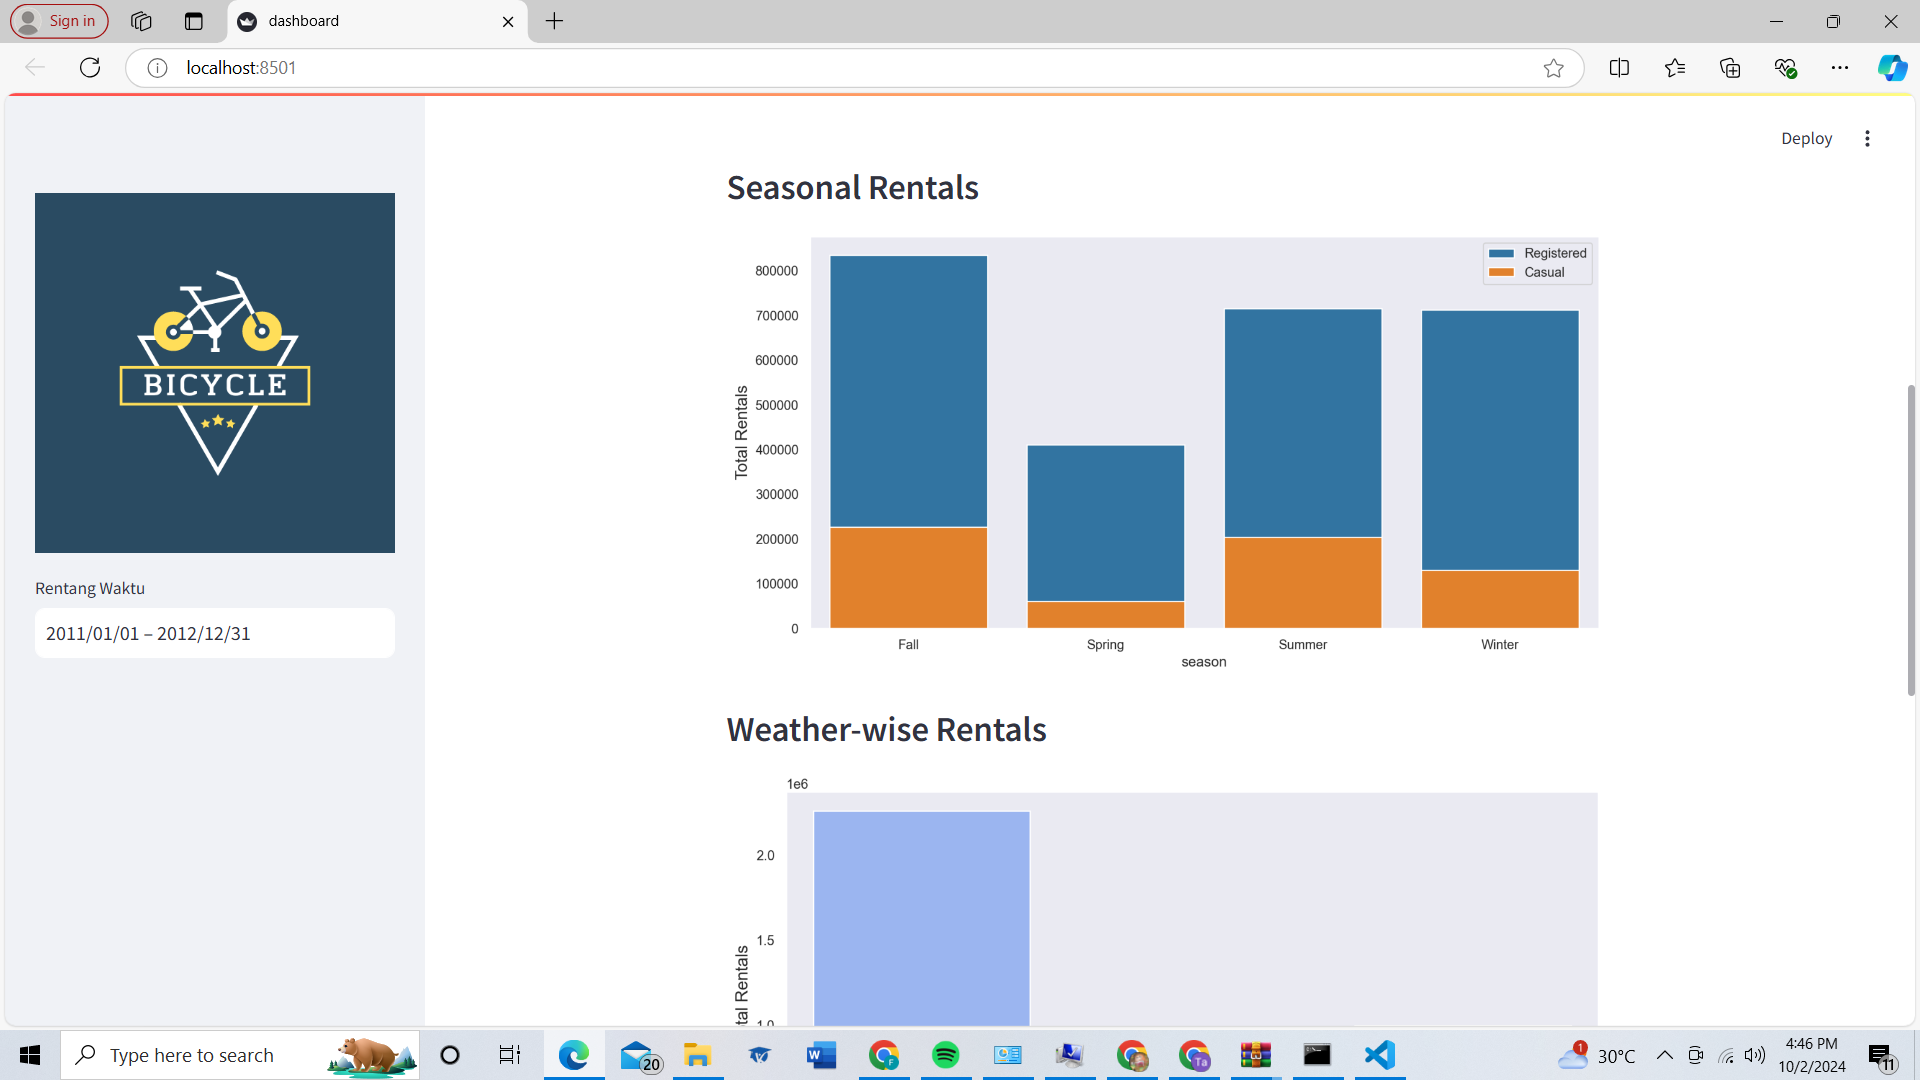 Sign in
dashboard
localhost:8501
Deploy
BICYCLE
Rentang Waktu
2011/01/01 – 2012/12/31
Seasonal Rentals
Registered
Casual
800000
700000
600000
500000
400000
300000
200000
100000
0
Total Rentals
Fall Spring Summer Winter
season
Weather-wise Rentals
1e6
2.0
1.5
1.0
tal Rentals
Type here to search
20
W
F
Ta
1
30°C
4:46 PM
10/2/2024
11